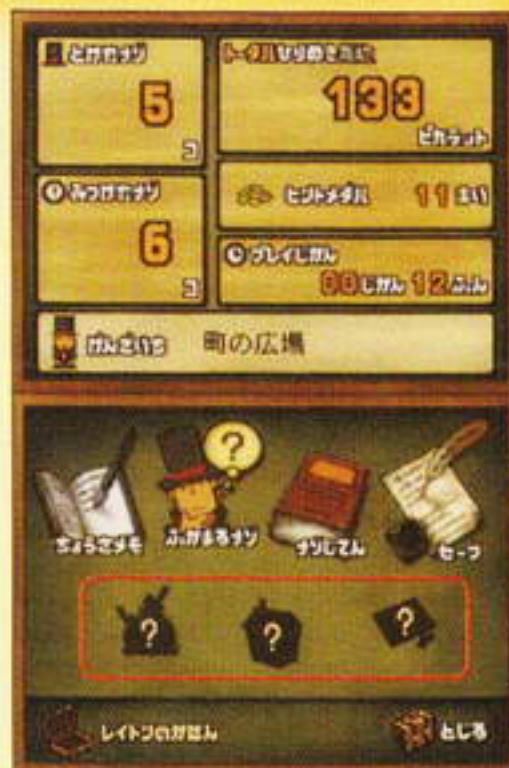 とけたナゾ
5
コ
トータルひらめき指数
133
ピカラット
みつけたナゾ
6
コ
ヒントメダル 11まい
プレイじかん
00じかん12ふん
げんざいち 町の広場
?
ちょうさメモ
ふかまるナゾ
ナゾじてん
セーブ
?
?
?
レイトンのかばん
とじる